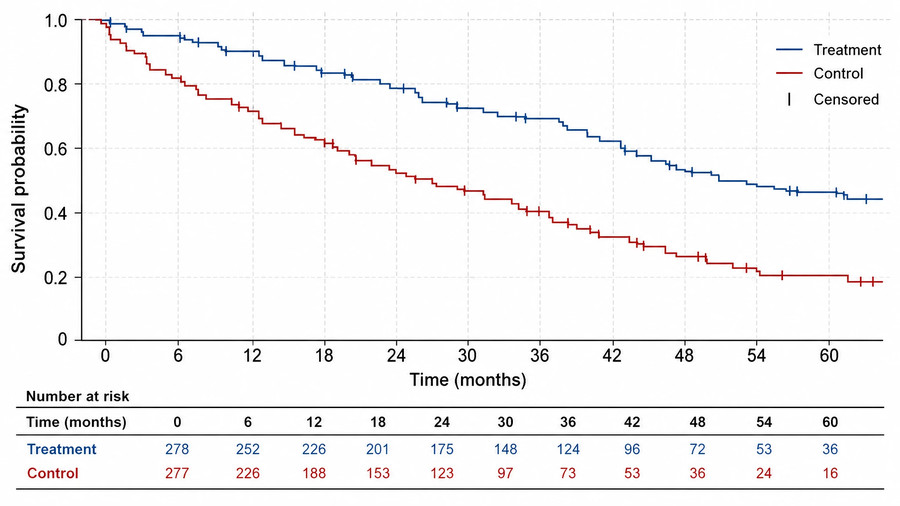 1.0
0.8
0.6
0.4
0.2
0
Survival probability
Treatment
Control
Censored
0 6 12 18 24 30 36 42 48 54 60
Time (months)
Number at risk
Time (months) 0 6 12 18 24 30 36 42 48 54 60
Treatment 278 252 226 201 175 148 124 96 72 53 36
Control 277 226 188 153 123 97 73 53 36 24 16